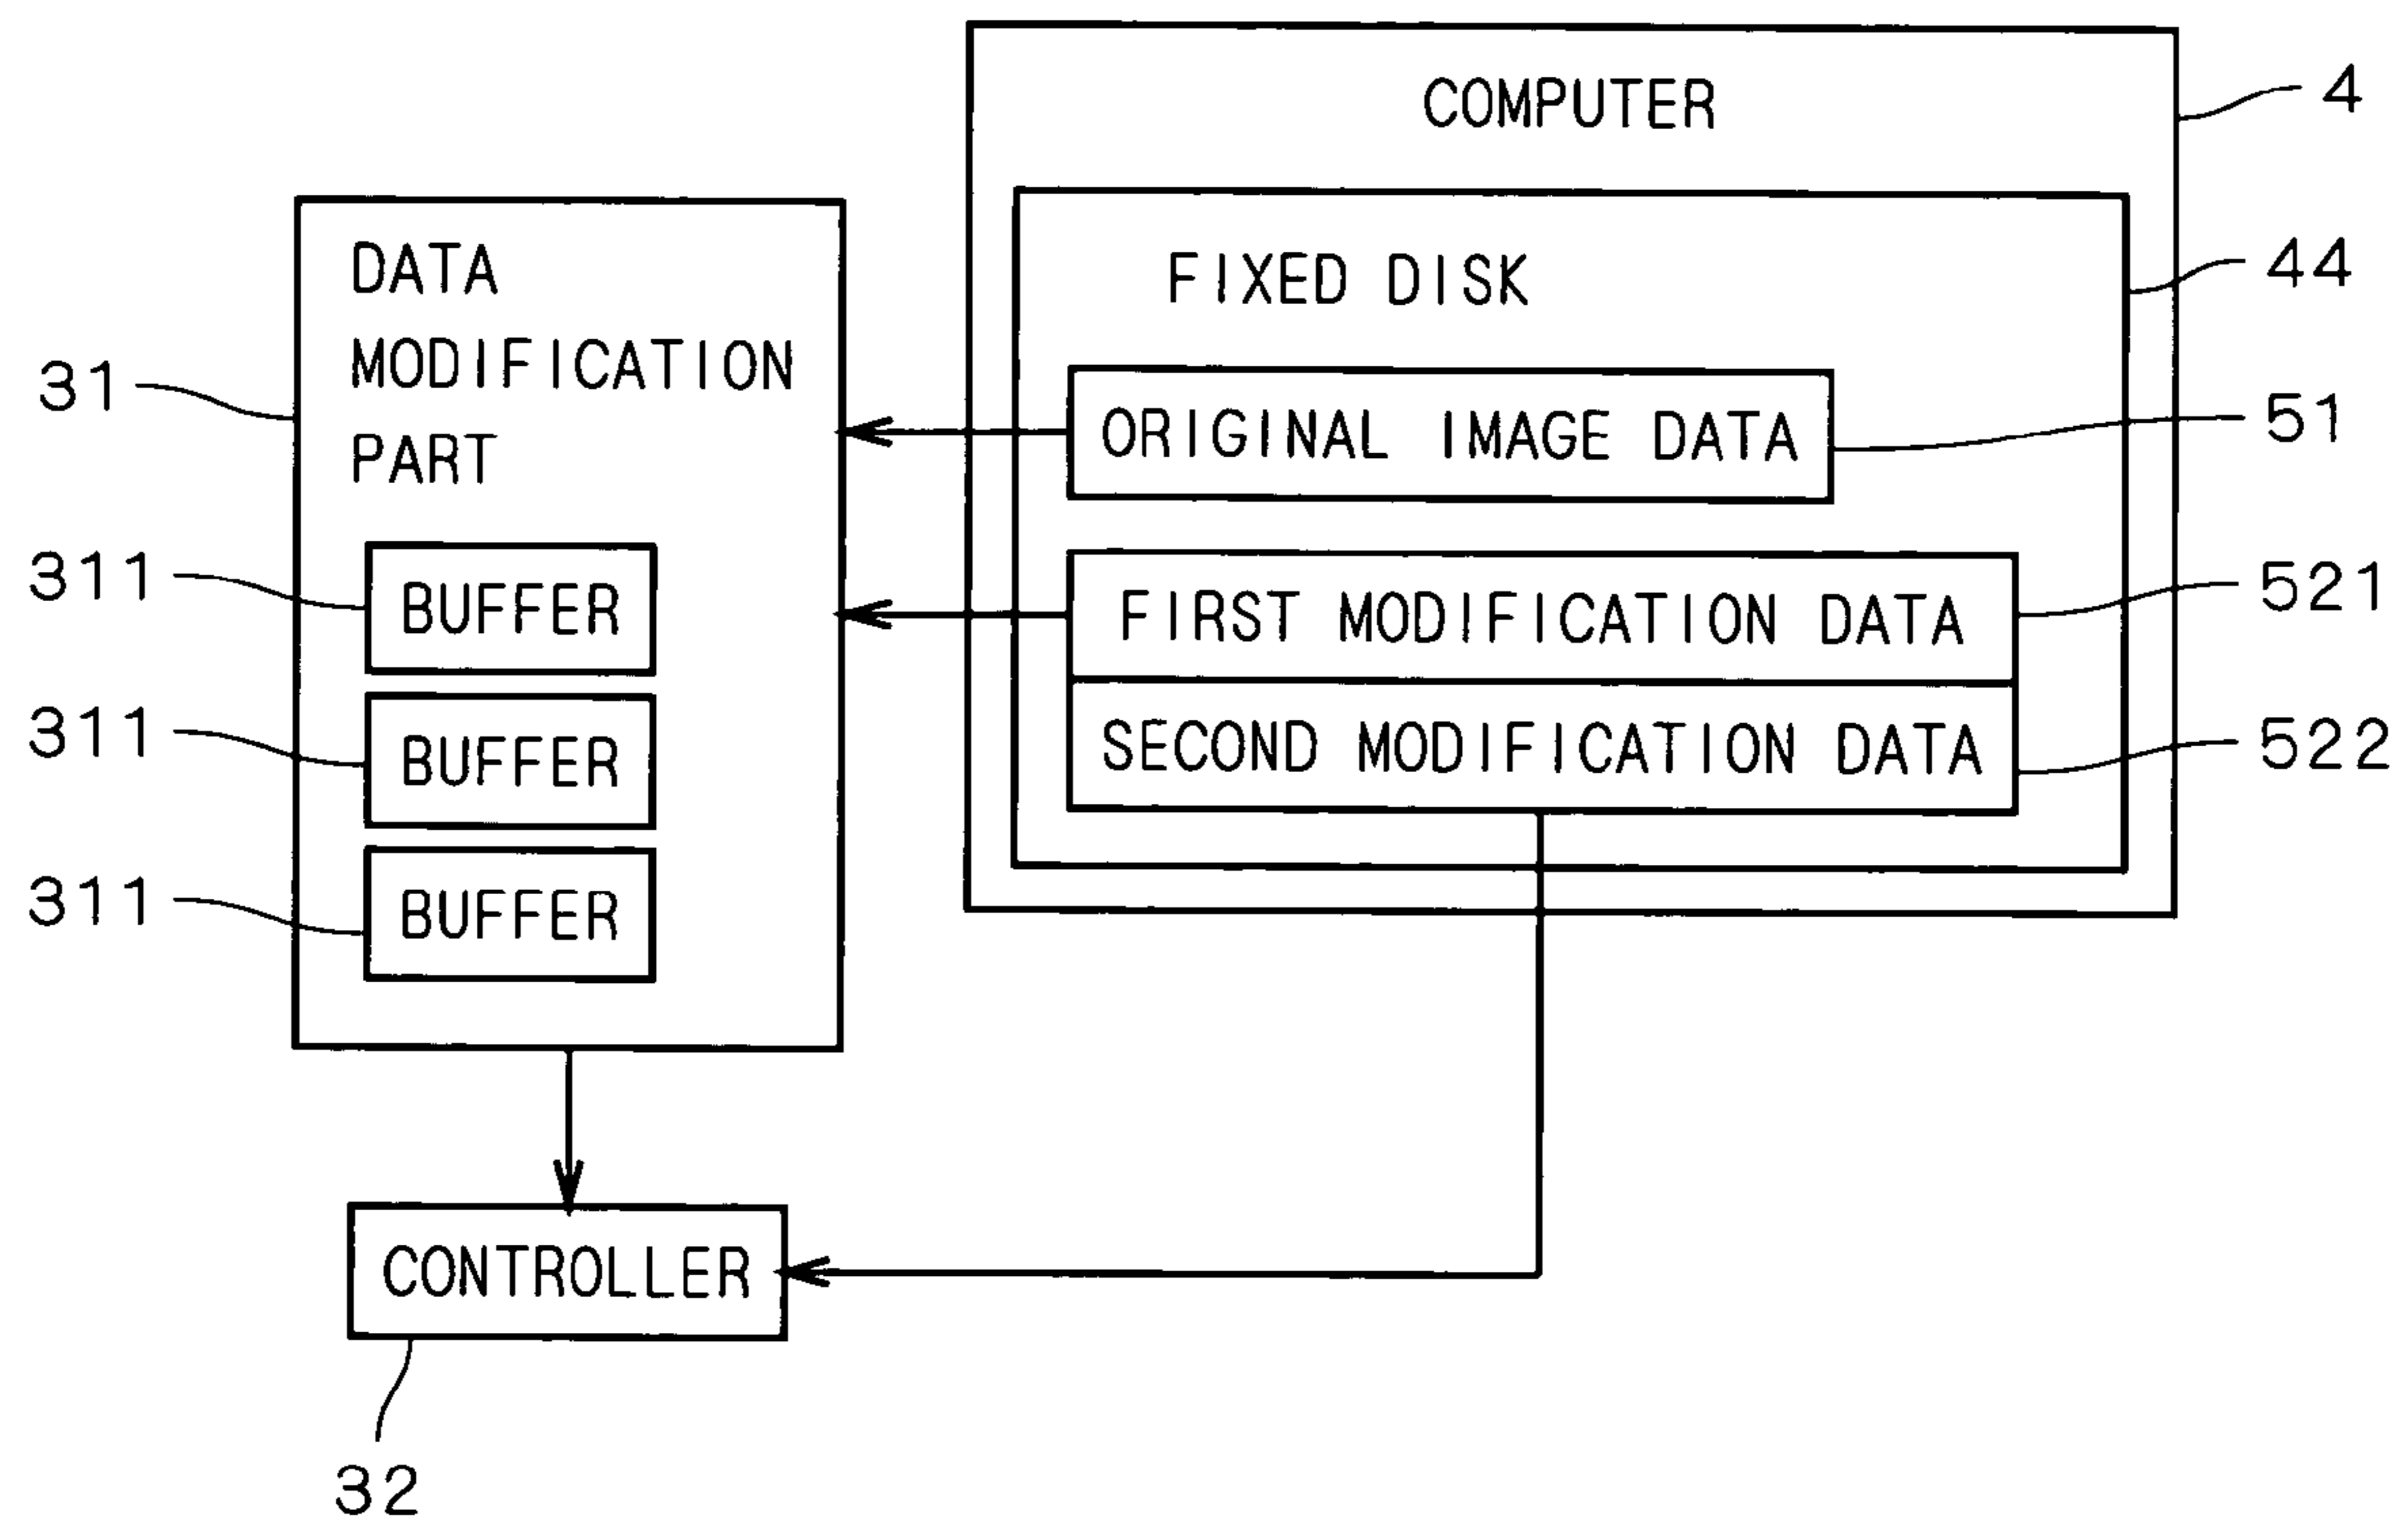 COMPUTER
4
FIXED DISK
44
DATA
MODIFICATION
PART
31
ORIGINAL IMAGE DATA
51
311
BUFFER
FIRST MODIFICATION DATA
521
311
BUFFER
SECOND MODIFICATION DATA
522
311
BUFFER
CONTROLLER
32